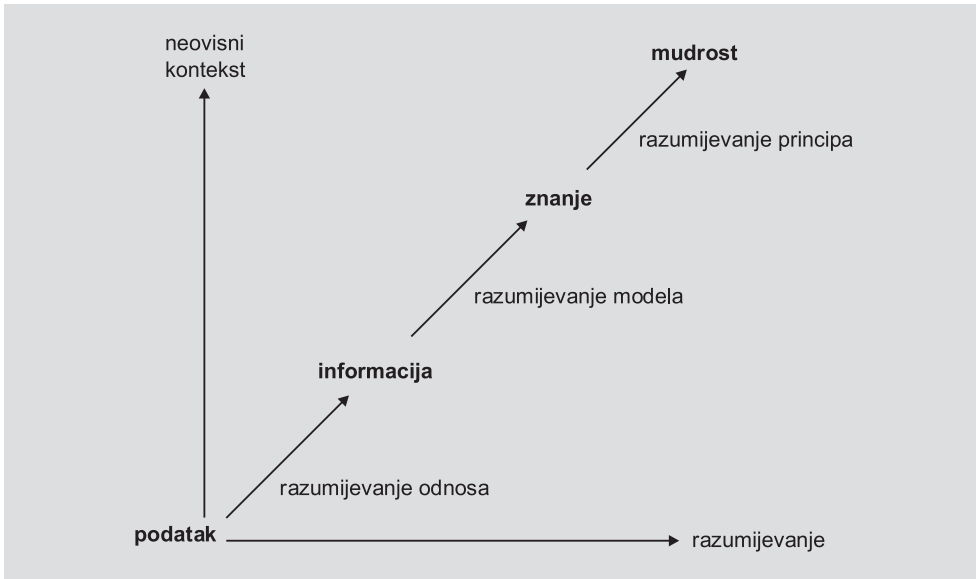 neovisni
kontekst
mudrost
razumijevanje principa
znanje
razumijevanje modela
informacija
razumijevanje odnosa
podatak
razumijevanje